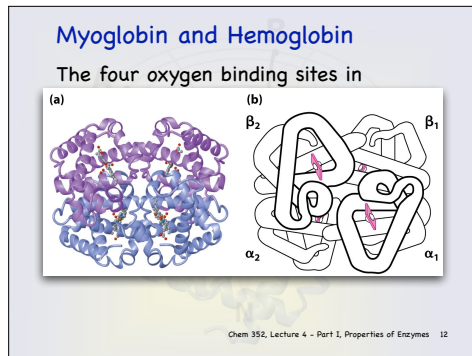 Myoglobin and Hemoglobin
The four oxygen binding sites in
(a)
(b)
β2
β1
α2
α1
Chem 352, Lecture 4 - Part I, Properties of Enzymes 12